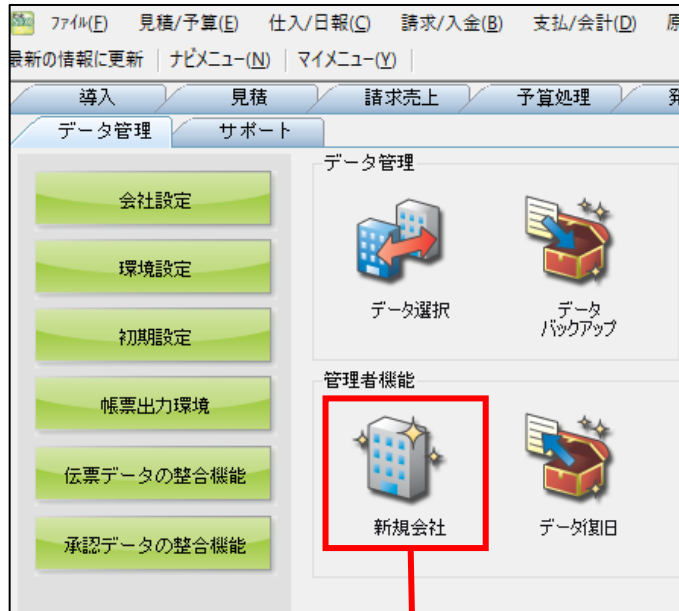 ファイル(F) 見積/予算(E) 仕入/日報(C) 請求/入金(B) 支払/会計(D) 原
最新の情報に更新 ナビメニュー(N) マイメニュー(Y)
導入 見積 請求売上 予算処理 発
データ管理 サポート
会社設定
環境設定
初期設定
帳票出力環境
伝票データの整合機能
承認データの整合機能
データ管理
データ選択
データ
バックアップ
管理者機能
新規会社
データ復旧